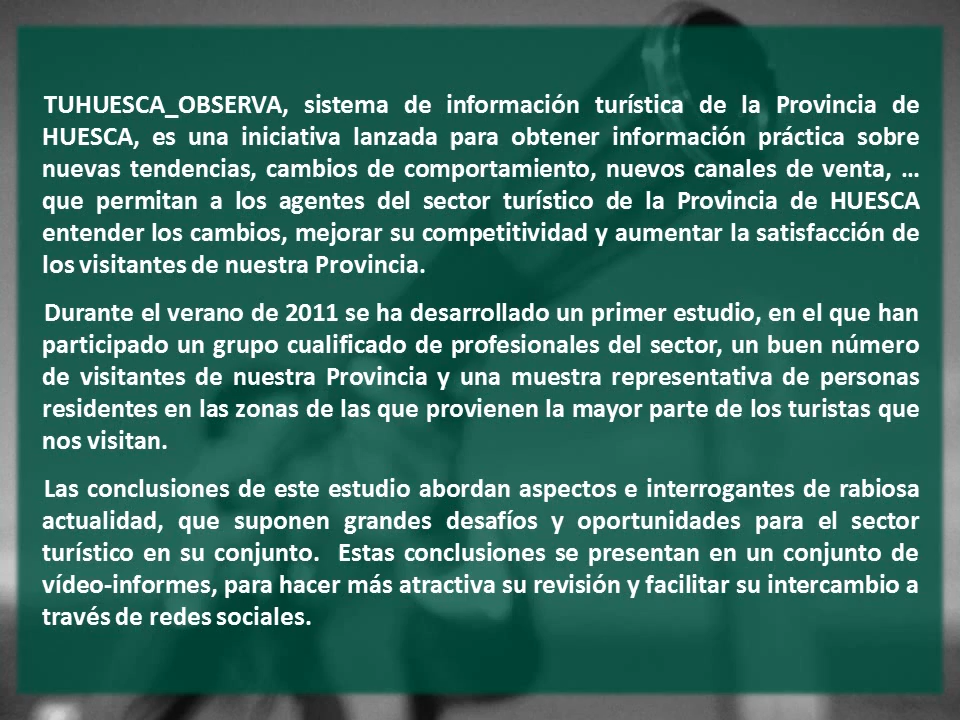 TUHUESCA_OBSERVA, sistema de información turística de la Provincia de
HUESCA, es una iniciativa lanzada para obtener información práctica sobre
nuevas tendencias, cambios de comportamiento, nuevos canales de venta, …
que permitan a los agentes del sector turístico de la Provincia de HUESCA
entender los cambios, mejorar su competitividad y aumentar la satisfacción de
los visitantes de nuestra Provincia.
Durante el verano de 2011 se ha desarrollado un primer estudio, en el que han
participado un grupo cualificado de profesionales del sector, un buen número
de visitantes de nuestra Provincia y una muestra representativa de personas
residentes en las zonas de las que provienen la mayor parte de los turistas que
nos visitan.
Las conclusiones de este estudio abordan aspectos e interrogantes de rabiosa
actualidad, que suponen grandes desafíos y oportunidades para el sector
turístico en su conjunto. Estas conclusiones se presentan en un conjunto de
vídeo-informes, para hacer más atractiva su revisión y facilitar su intercambio a
través de redes sociales.